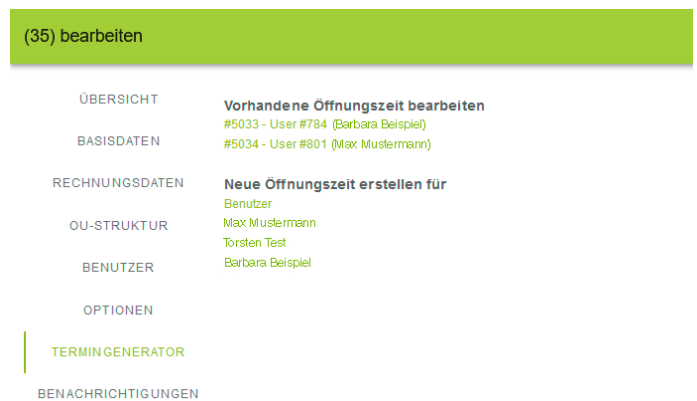 (35) bearbeiten
ÜBERSICHT
BASISDATEN
RECHNUNGSDATEN
OU-STRUKTUR
BENUTZER
OPTIONEN
TERMINGENERATOR
BENACHRICHTIGUNGEN
Vorhandene Öffnungszeit bearbeiten
#5033 - User #784 (Barbara Beispiel)
#5034 - User #801 (Max Mustermann)
Neue Öffnungszeit erstellen für
Benutzer
Max Mustermann
Torsten Test
Barbara Beispiel